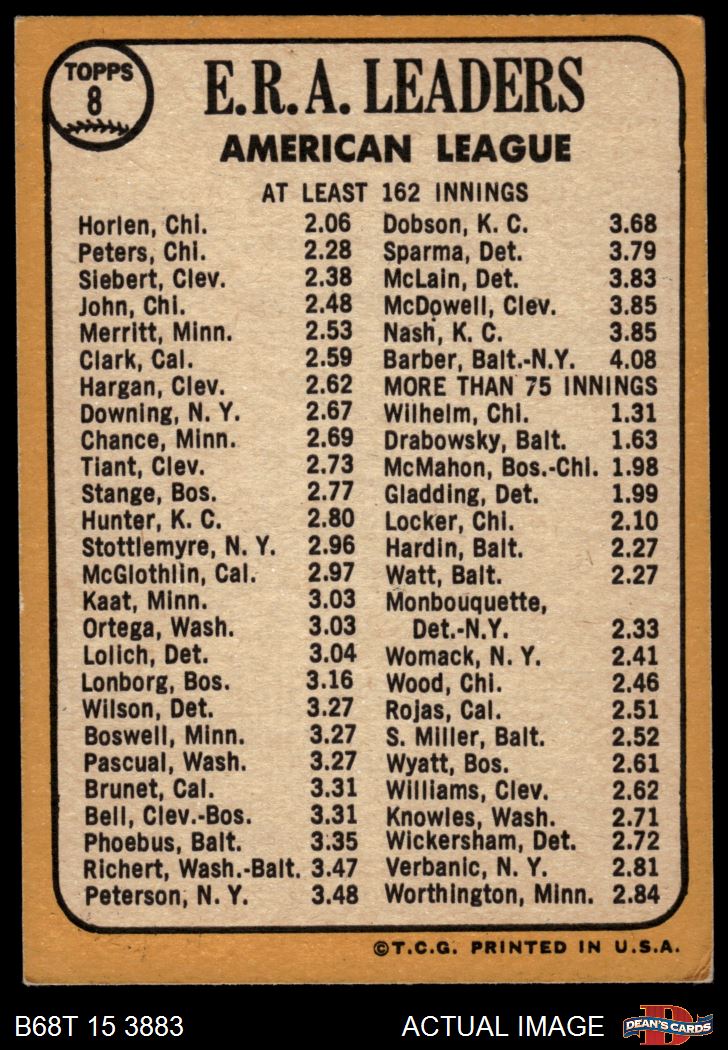 TOPPS
8
E.R.A. LEADERS
AMERICAN LEAGUE
AT LEAST 162 INNINGS
Horlen, Chi. 2.06
Peters, Chi. 2.28
Siebert, Clev. 2.38
John, Chi. 2.48
Merritt, Minn. 2.53
Clark, Cal. 2.59
Hargan, Clev. 2.62
Downing, N. Y. 2.67
Chance, Minn. 2.69
Tiant, Clev. 2.73
Stange, Bos. 2.77
Hunter, K. C. 2.80
Stottlemyre, N. Y. 2.96
McGlothlin, Cal. 2.97
Kaat, Minn. 3.03
Ortega, Wash. 3.03
Lolich, Det. 3.04
Lonborg, Bos. 3.16
Wilson, Det. 3.27
Boswell, Minn. 3.27
Pascual, Wash. 3.27
Brunet, Cal. 3.31
Bell, Clev.-Bos. 3.31
Phoebus, Balt. 3.35
Richert, Wash.-Balt. 3.47
Peterson, N. Y. 3.48
Dobson, K. C. 3.68
Sparma, Det. 3.79
McLain, Det. 3.83
McDowell, Clev. 3.85
Nash, K. C. 3.85
Barber, Balt.-N.Y. 4.08
MORE THAN 75 INNINGS
Wilhelm, Chi. 1.31
Drabowsky, Balt. 1.63
McMahon, Bos.-Chi. 1.98
Gladding, Det. 1.99
Locker, Chi. 2.10
Hardin, Balt. 2.27
Watt, Balt. 2.27
Monbouquette,
Det.-N.Y. 2.33
Womack, N. Y. 2.41
Wood, Chi. 2.46
Rojas, Cal. 2.51
S. Miller, Balt. 2.52
Wyatt, Bos. 2.61
Williams, Clev. 2.62
Knowles, Wash. 2.71
Wickersham, Det. 2.72
Verbanic, N. Y. 2.81
Worthington, Minn. 2.84
©T.C.G. PRINTED IN U.S.A.
B68T 15 3883
ACTUAL IMAGE
D
DEAN'S CARDS